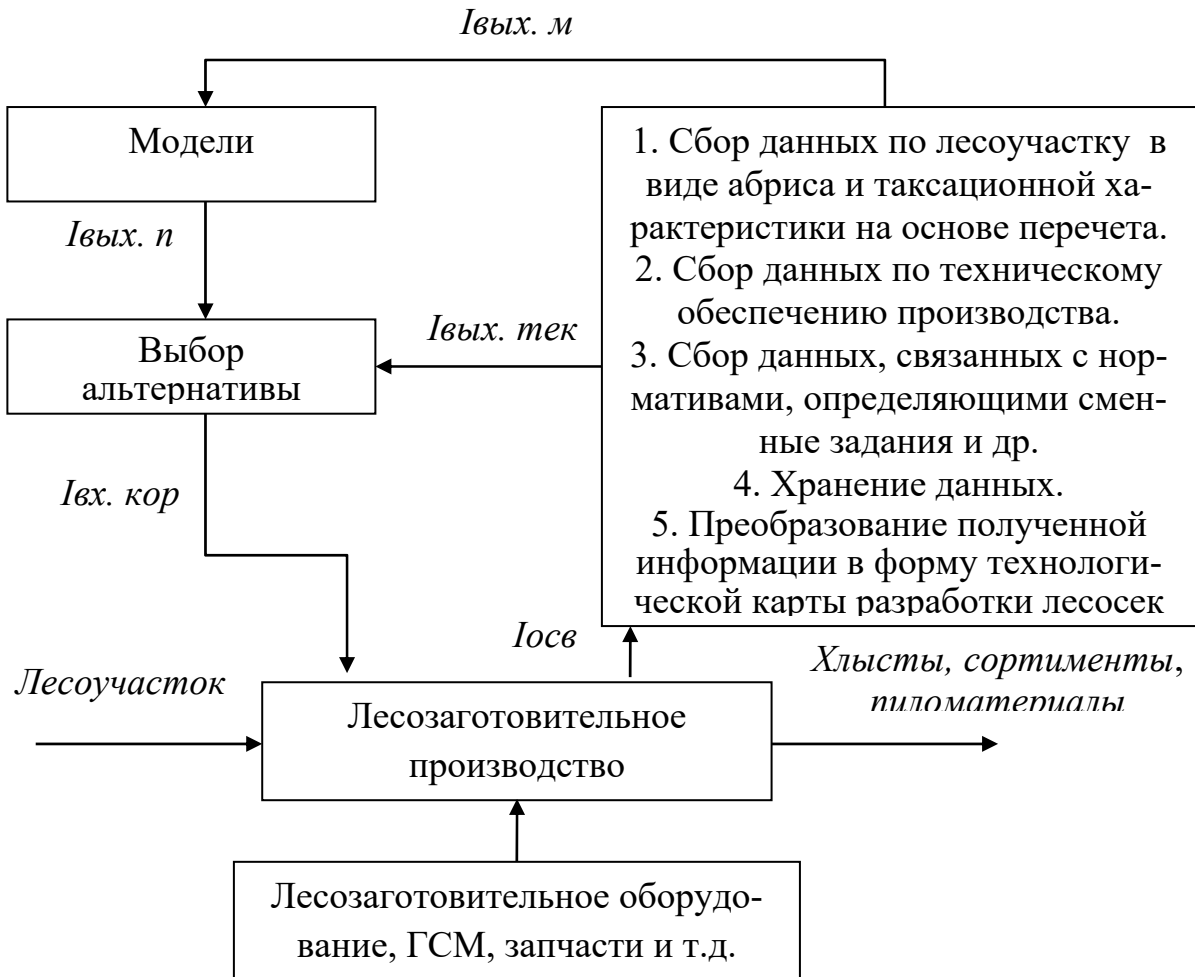 Iвых. м
Модели
1. Сбор данных по лесоучастку в
виде абриса и таксационной ха-
рактеристики на основе перечета.
2. Сбор данных по техническому
обеспечению производства.
3. Сбор данных, связанных с нор-
мативами, определяющими смен-
ные задания и др.
4. Хранение данных.
5. Преобразование полученной
информации в форму технологи-
ческой карты разработки лесосек
Iвых. п
Iвых. тек
Выбор
альтернативы
Iвх. кор
Iосв
Лесоучасток
Хлысты, сортименты,
пиломатериалы
Лесозаготовительное
производство
Лесозаготовительное оборудо-
вание, ГСМ, запчасти и т.д.